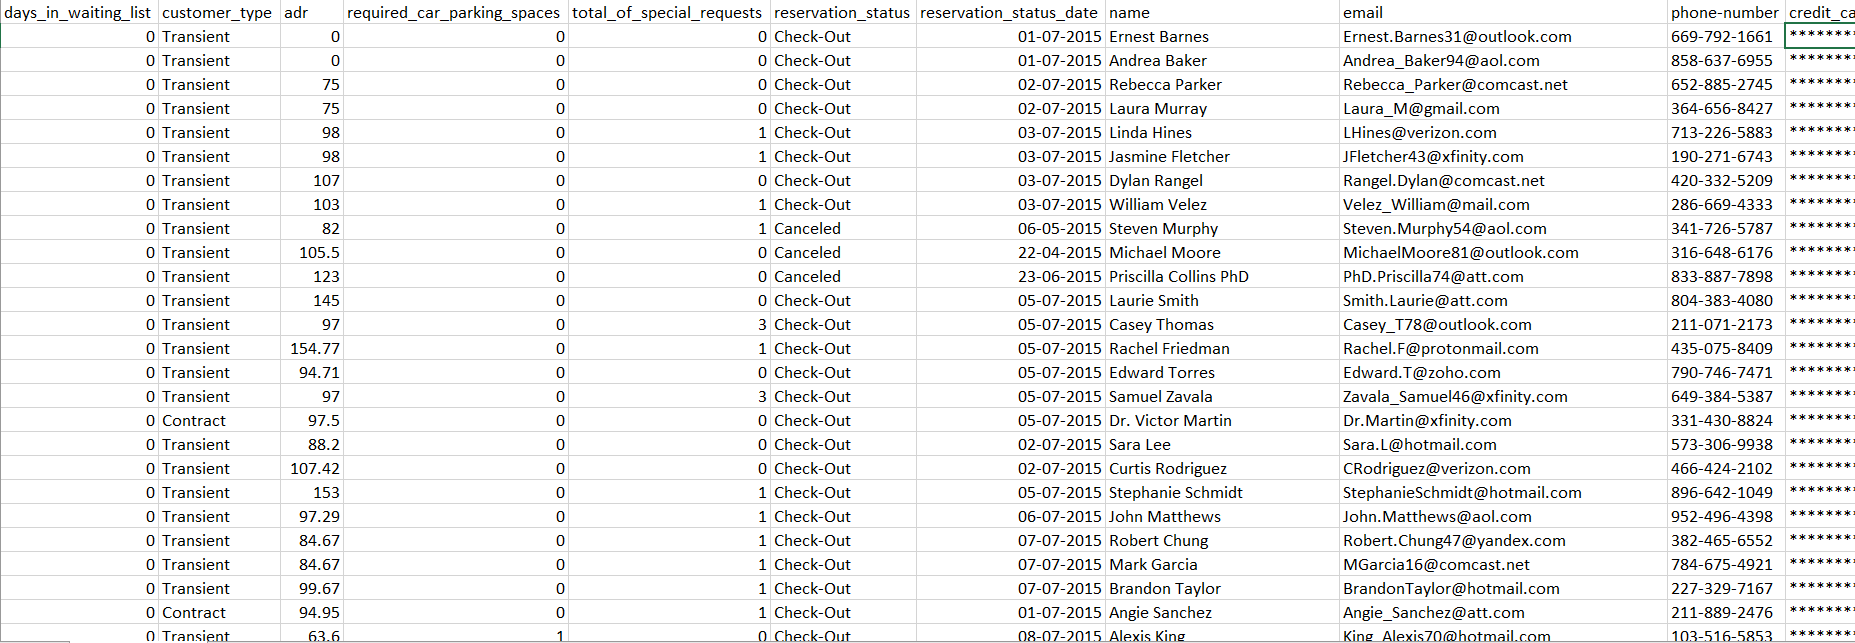 days_in_waiting_list customer_type adr required_car_parking_spaces total_of_special_requests reservation_status reservation_status_date name email phone-number credit_ca
0 Transient 0 0 0 Check-Out 01-07-2015 Ernest Barnes Ernest.Barnes31@outlook.com 669-792-1661 ********
0 Transient 0 0 0 Check-Out 01-07-2015 Andrea Baker Andrea_Baker94@aol.com 858-637-6955 ********
0 Transient 75 0 0 Check-Out 02-07-2015 Rebecca Parker Rebecca_Parker@comcast.net 652-885-2745 ********
0 Transient 75 0 0 Check-Out 02-07-2015 Laura Murray Laura_M@gmail.com 364-656-8427 ********
0 Transient 98 0 1 Check-Out 03-07-2015 Linda Hines LHines@verizon.com 713-226-5883 ********
0 Transient 98 0 1 Check-Out 03-07-2015 Jasmine Fletcher JFletcher43@xfinity.com 190-271-6743 ********
0 Transient 107 0 0 Check-Out 03-07-2015 Dylan Rangel Rangel.Dylan@comcast.net 420-332-5209 ********
0 Transient 103 0 1 Check-Out 03-07-2015 William Velez Velez_William@mail.com 286-669-4333 ********
0 Transient 82 0 1 Canceled 06-05-2015 Steven Murphy Steven.Murphy54@aol.com 341-726-5787 ********
0 Transient 105.5 0 0 Canceled 22-04-2015 Michael Moore MichaelMoore81@outlook.com 316-648-6176 ********
0 Transient 123 0 0 Canceled 23-06-2015 Priscilla Collins PhD PhD.Priscilla74@att.com 833-887-7898 ********
0 Transient 145 0 0 Check-Out 05-07-2015 Laurie Smith Smith.Laurie@att.com 804-383-4080 ********
0 Transient 97 0 3 Check-Out 05-07-2015 Casey Thomas Casey_T78@outlook.com 211-071-2173 ********
0 Transient 154.77 0 1 Check-Out 05-07-2015 Rachel Friedman Rachel.F@protonmail.com 435-075-8409 ********
0 Transient 94.71 0 0 Check-Out 05-07-2015 Edward Torres Edward.T@zoho.com 790-746-7471 ********
0 Transient 97 0 3 Check-Out 05-07-2015 Samuel Zavala Zavala_Samuel46@xfinity.com 649-384-5387 ********
0 Contract 97.5 0 0 Check-Out 05-07-2015 Dr. Victor Martin Dr.Martin@xfinity.com 331-430-8824 ********
0 Transient 88.2 0 0 Check-Out 02-07-2015 Sara Lee Sara.L@hotmail.com 573-306-9938 ********
0 Transient 107.42 0 0 Check-Out 02-07-2015 Curtis Rodriguez CRodriguez@verizon.com 466-424-2102 ********
0 Transient 153 0 1 Check-Out 05-07-2015 Stephanie Schmidt StephanieSchmidt@hotmail.com 896-642-1049 ********
0 Transient 97.29 0 1 Check-Out 06-07-2015 John Matthews John.Matthews@aol.com 952-496-4398 ********
0 Transient 84.67 0 1 Check-Out 07-07-2015 Robert Chung Robert.Chung47@yandex.com 382-465-6552 ********
0 Transient 84.67 0 1 Check-Out 07-07-2015 Mark Garcia MGarcia16@comcast.net 784-675-4921 ********
0 Transient 99.67 0 1 Check-Out 07-07-2015 Brandon Taylor BrandonTaylor@hotmail.com 227-329-7167 ********
0 Contract 94.95 0 1 Check-Out 01-07-2015 Angie Sanchez Angie_Sanchez@att.com 211-889-2476 ********
0 Transient 63.6 1 0 Check-Out 08-07-2015 Alexis King King_Alexis70@hotmail.com 103-516-5853 ********